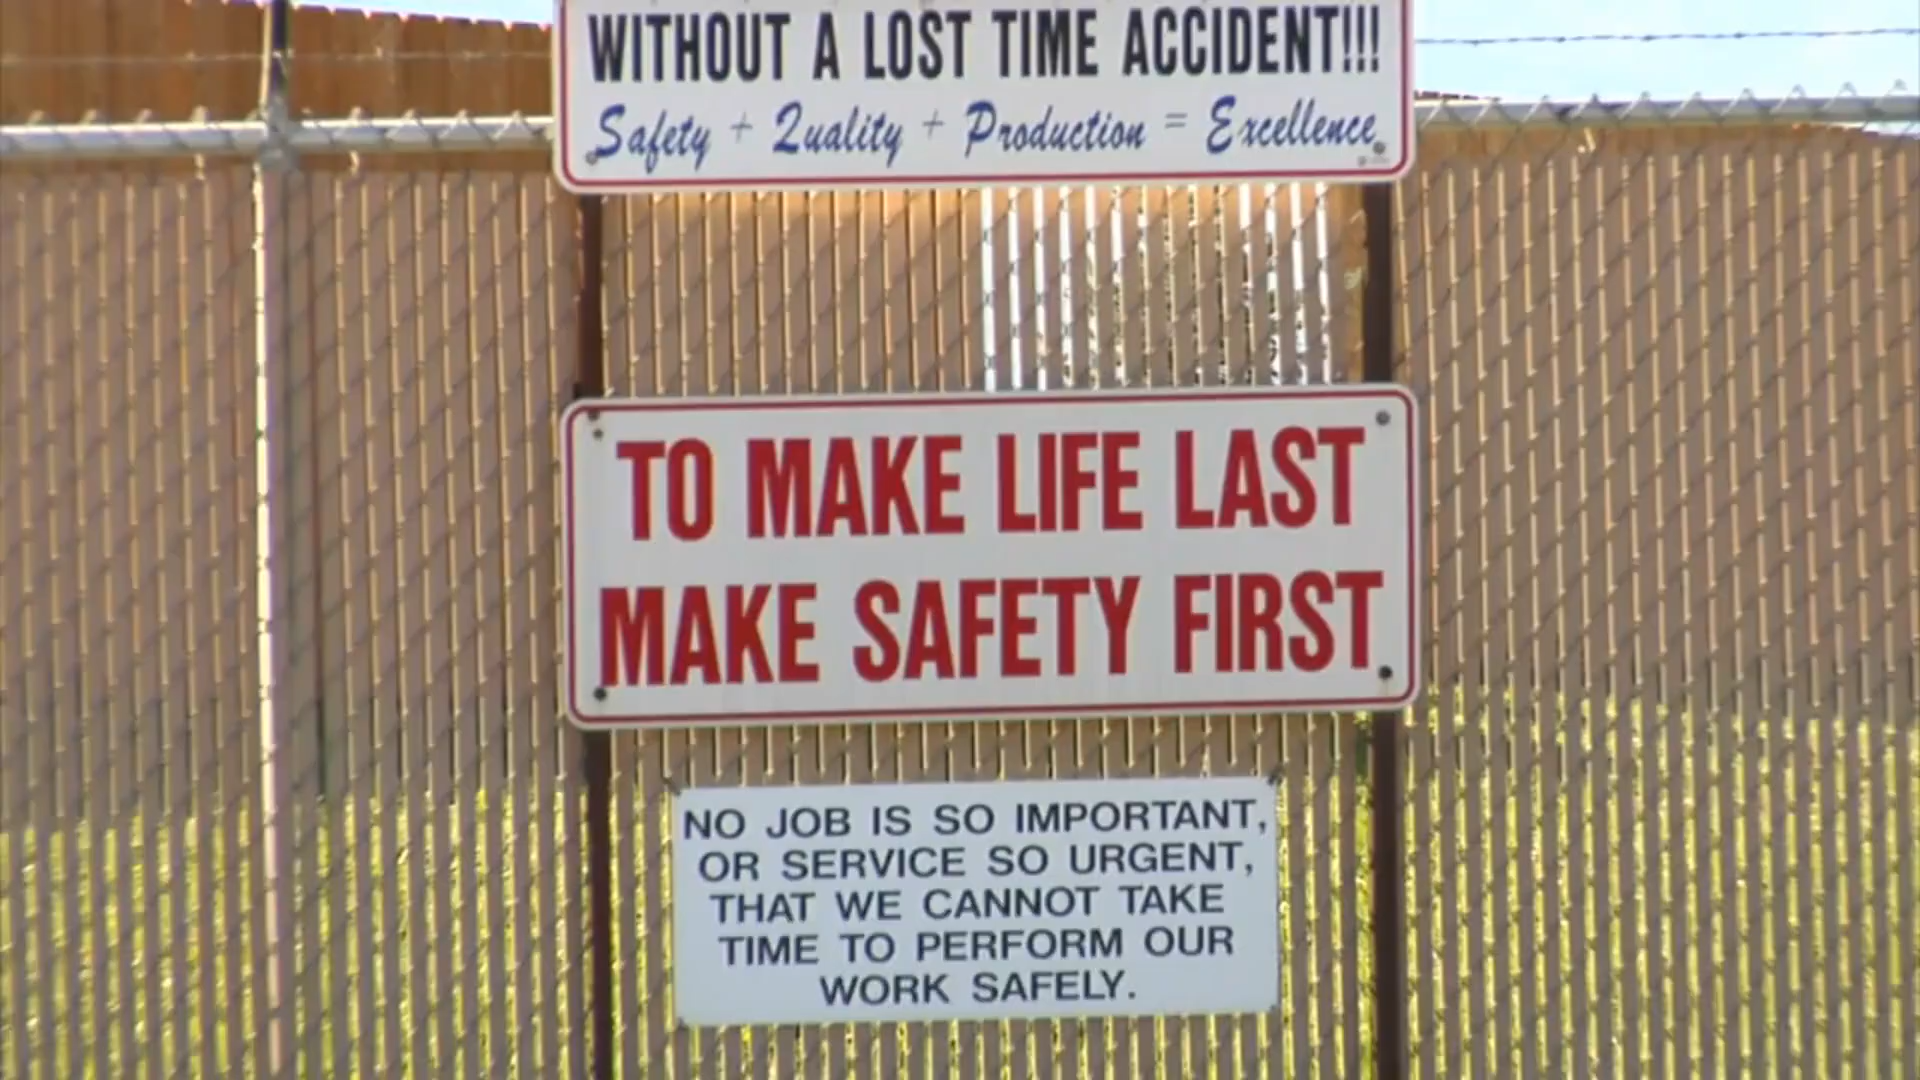 WITHOUT A LOST TIME ACCIDENT!!!
Safety + Quality + Production = Excellence
TO MAKE LIFE LAST
MAKE SAFETY FIRST
NO JOB IS SO IMPORTANT,
OR SERVICE SO URGENT,
THAT WE CANNOT TAKE
TIME TO PERFORM OUR
WORK SAFELY.